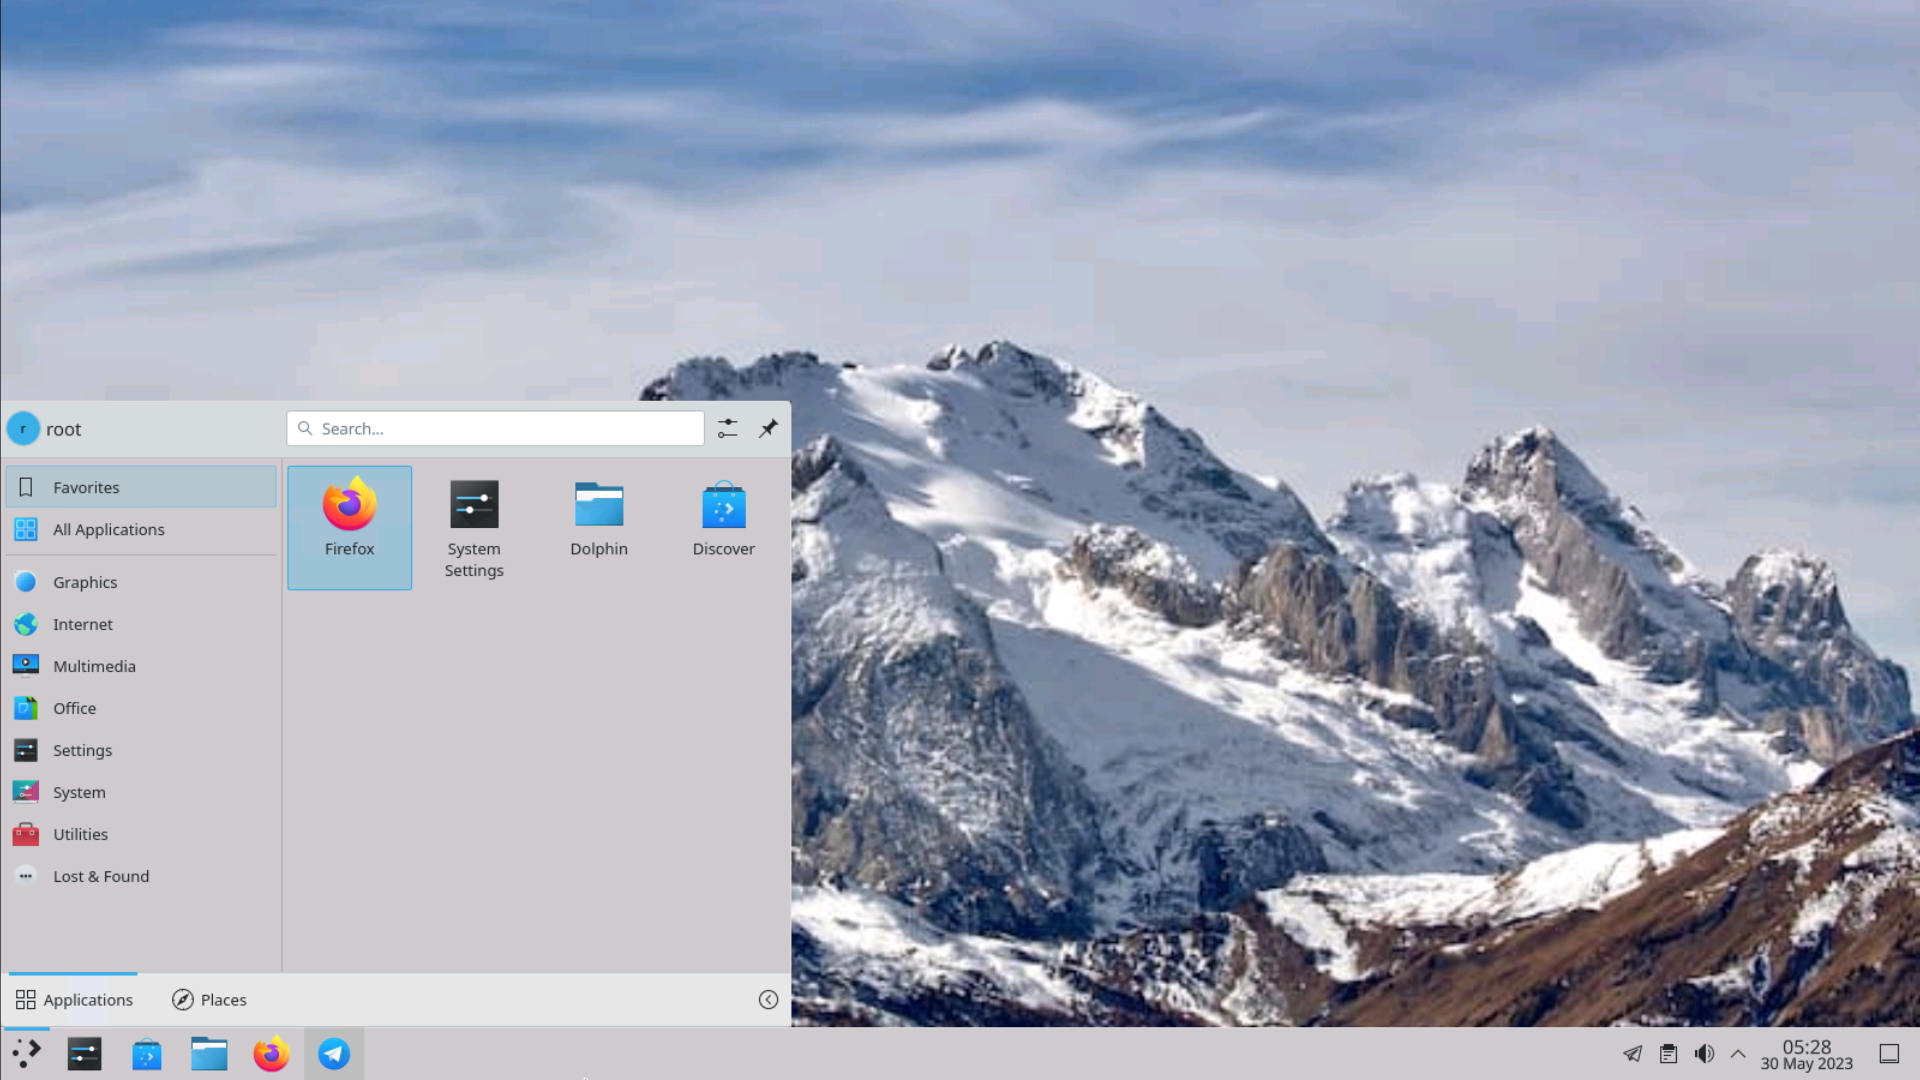 r root
Search...
Favorites
All Applications
Graphics
Internet
Multimedia
Office
Settings
System
Utilities
Lost & Found
Firefox
System
Settings
Dolphin
Discover
Applications
Places
05:28
30 May 2023